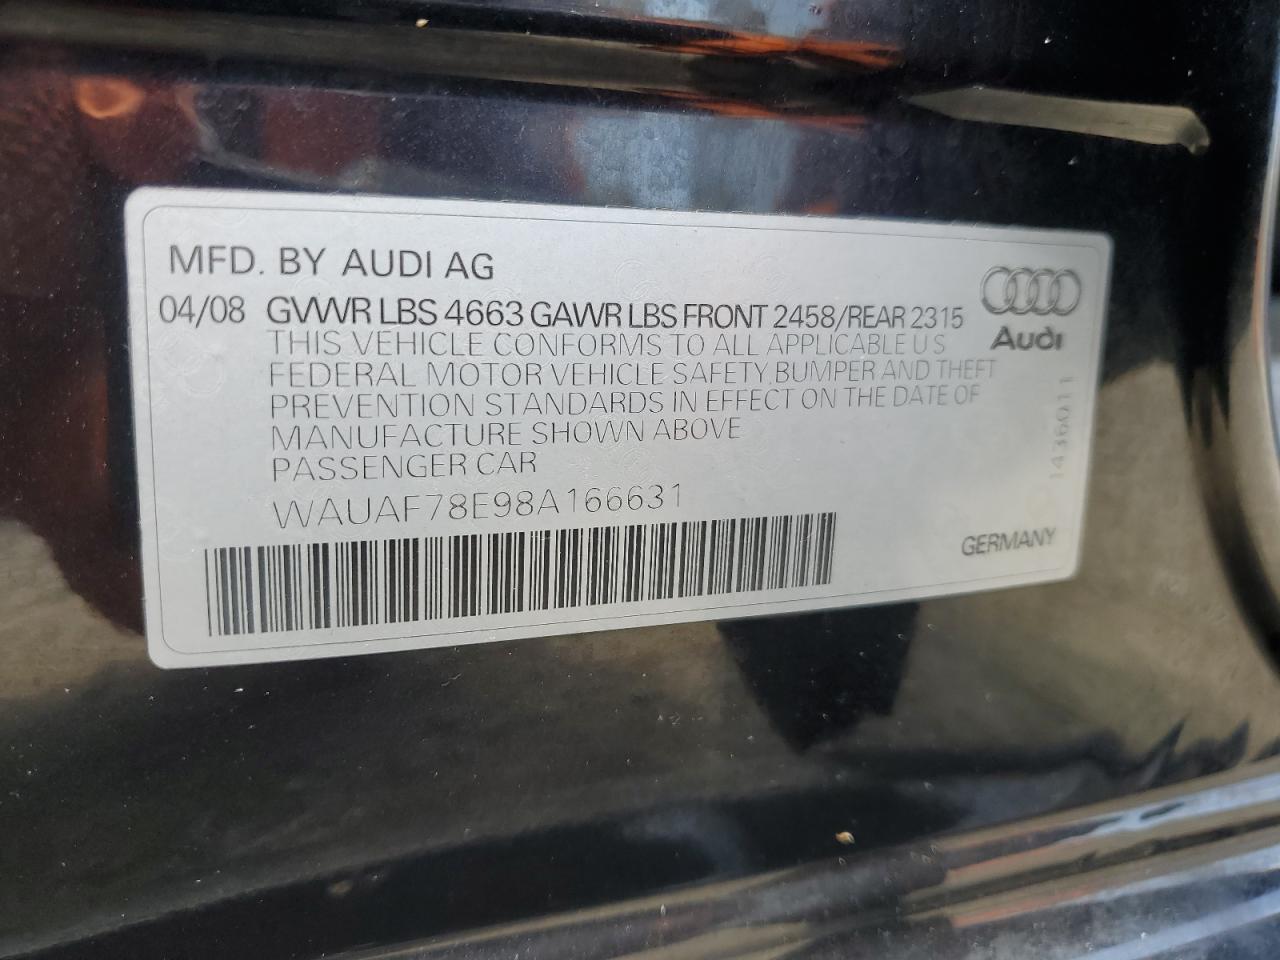 MFD. BY AUDI AG
04/08 GVWR LBS 4663 GAWR LBS FRONT 2458/REAR 2315
THIS VEHICLE CONFORMS TO ALL APPLICABLE U S
FEDERAL MOTOR VEHICLE SAFETY, BUMPER AND THEFT
PREVENTION STANDARDS IN EFFECT ON THE DATE OF
MANUFACTURE SHOWN ABOVE
PASSENGER CAR
WAUAF78E98A166631
Audi
1436011
GERMANY